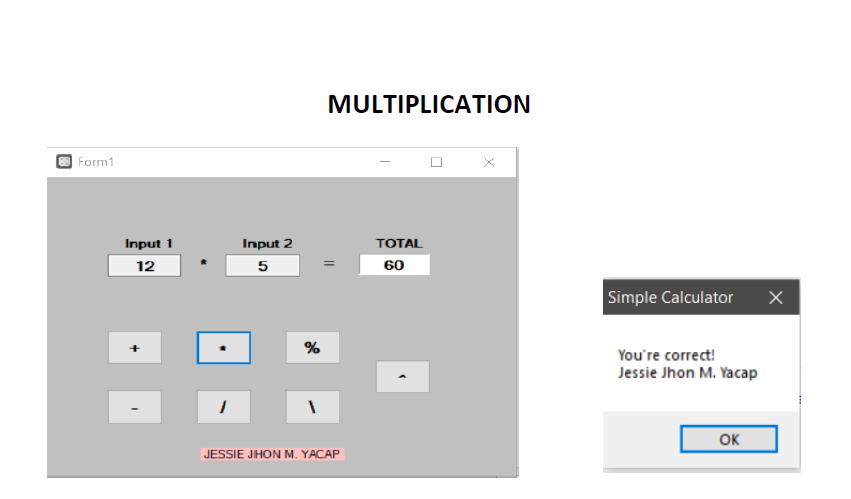 MULTIPLICATION
Form1
Input 1 Input 2 TOTAL
12 * 5 = 60
+ * %
^
- / \
JESSIE JHON M. YACAP
Simple Calculator
You're correct!
Jessie Jhon M. Yacap
OK